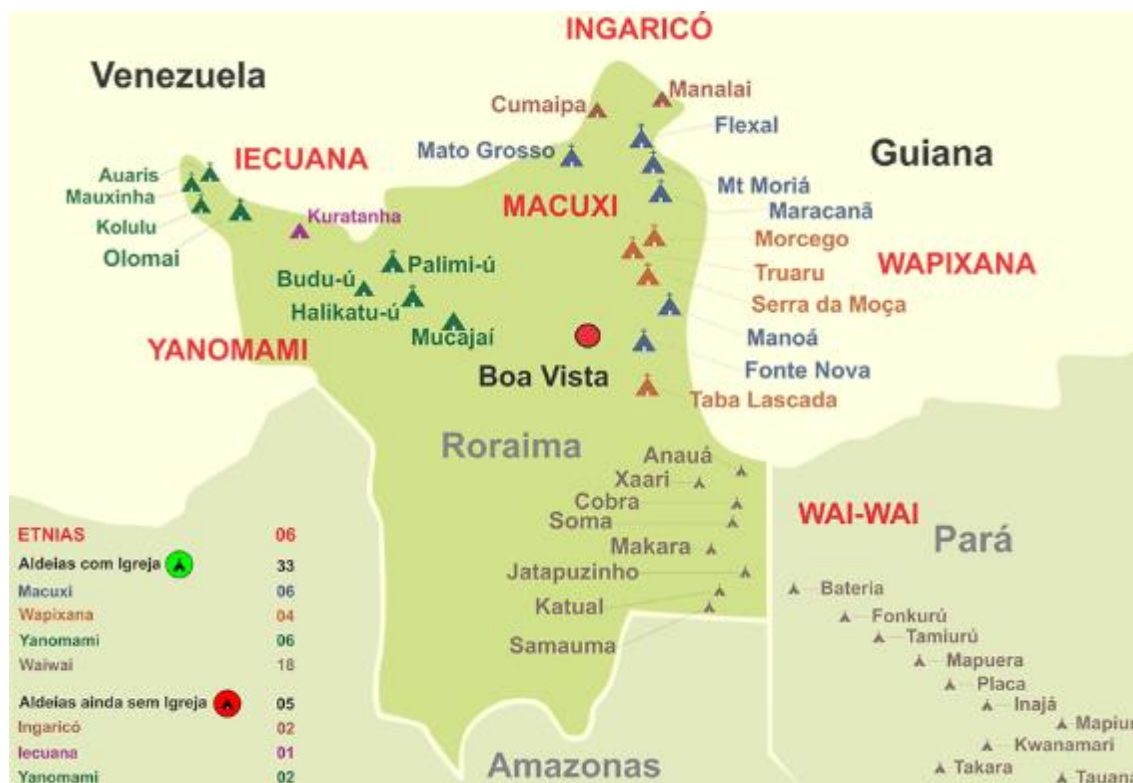 INGARICÓ
Venezuela
Manalai
Cumaipa
Flexal
Mato Grosso
Guiana
IECUANA
Auaris
Mt Moriá
Mauxinha
MACUXI
Maracanã
Kuratanha
Kolulu
Morcego
Olomai
WAPIXANA
Palimi-ú
Truaru
Budu-ú
Serra da Moça
Halikatu-ú
Mucajaí
Manoá
YANOMAMI
Boa Vista
Fonte Nova
Taba Lascada
Roraima
Anauá
Xaari
Cobra
WAI-WAI
Soma
Pará
Makara
Jatapuzinho
Bateria
Katual
Fonkurú
Tamiurú
Samauma
Mapuera
Placa
Inajá
Kwanamari
Takara
Amazonas
ETNIAS 06
Aldeias com Igreja 33
Macuxi 06
Wapixana 04
Yanomami 06
Waiwai 18
Aldeias ainda sem Igreja 05
Ingaricó 02
Iecuana 01
Yanomami 02